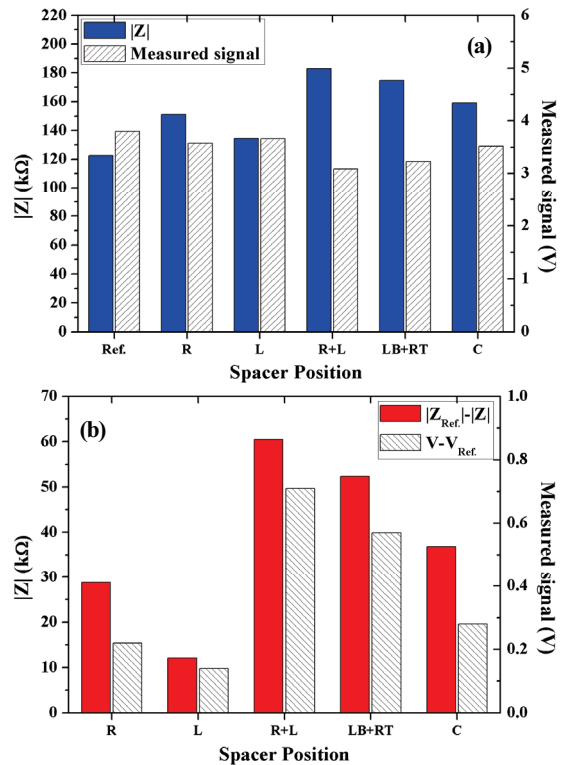 220
200
180
160
140
120
100
80
60
40
20
0
|Z| (kΩ)
|Z|
Measured signal
(a)
6
5
4
3
2
1
0
Measured signal (V)
Ref. R L R+L LB+RT C
Spacer Position
70
60
50
40
30
20
10
0
|Z| (kΩ)
(b)
|Z_Ref.|-|Z|
V-V_Ref.
1.0
0.8
0.6
0.4
0.2
0.0
Measured signal (V)
R L R+L LB+RT C
Spacer Position